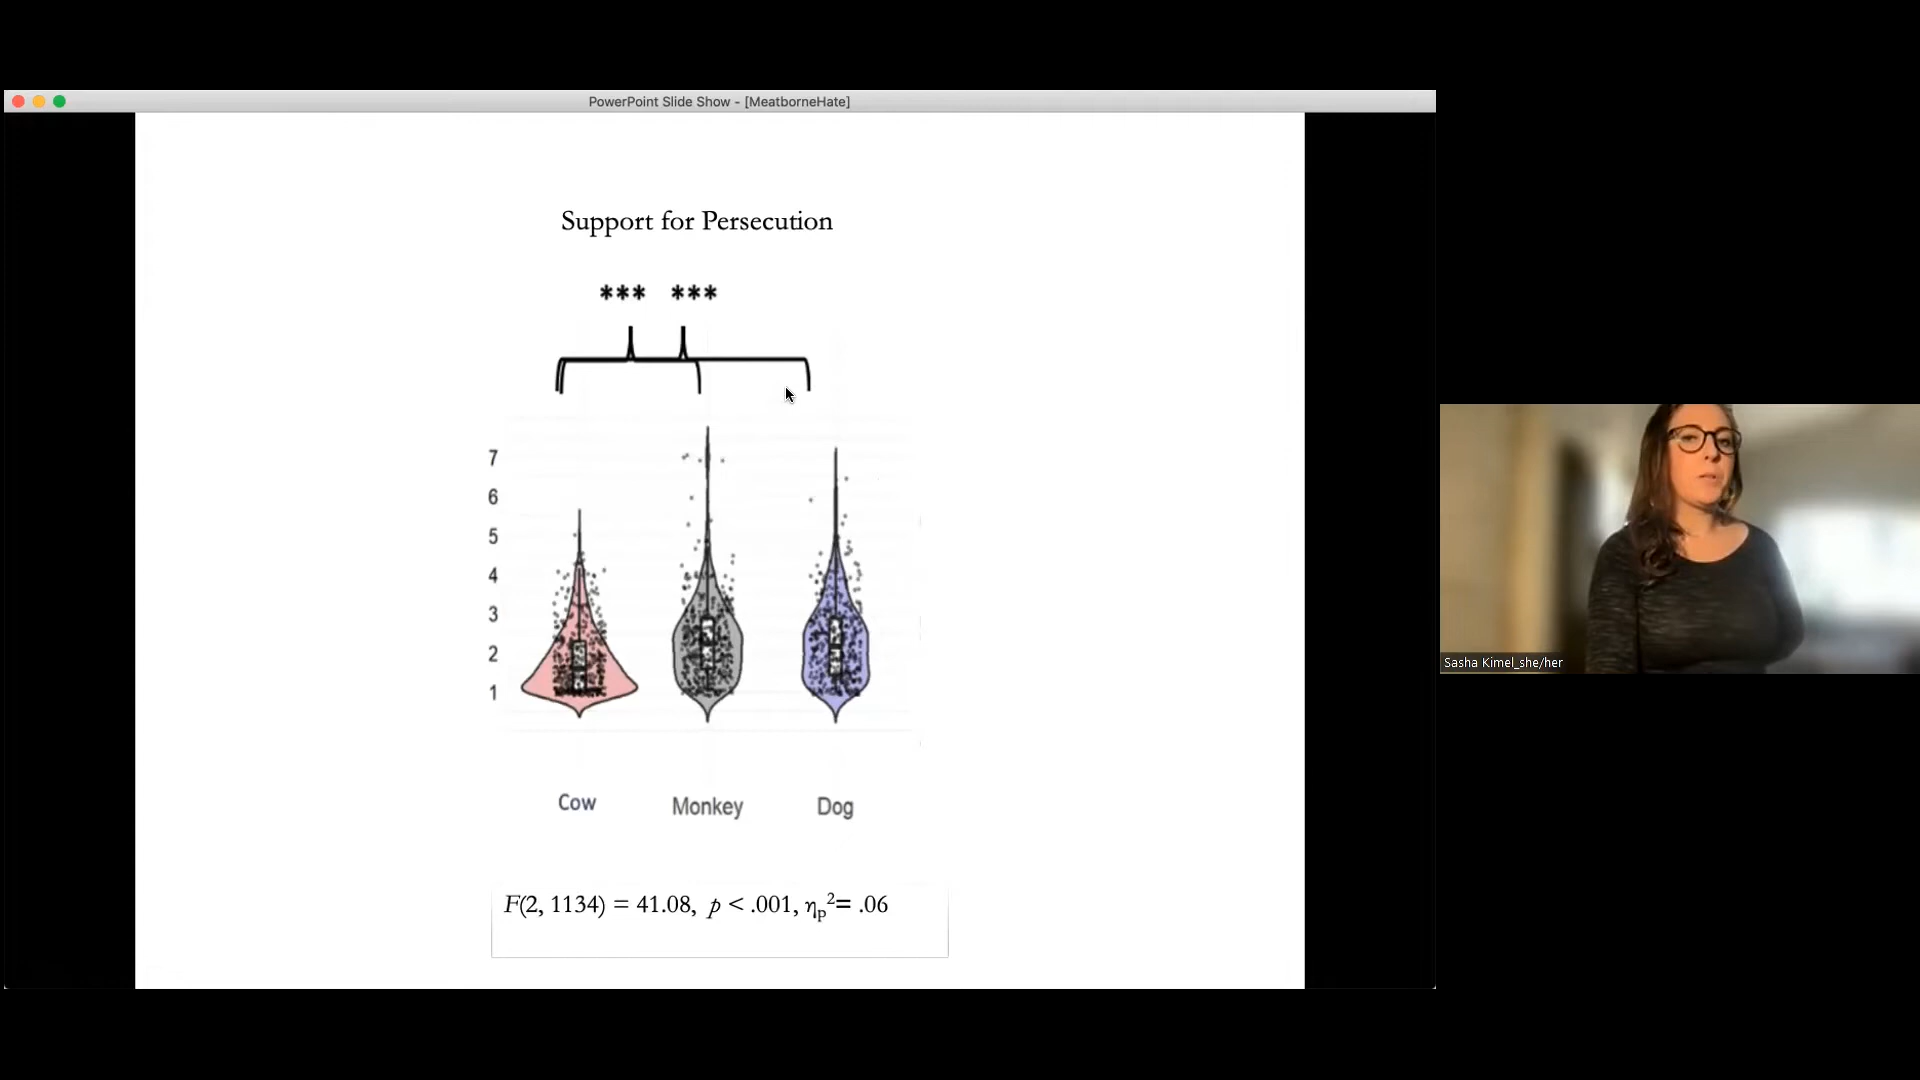 PowerPoint Slide Show - [MeatborneHate]
Support for Persecution
*** ***
7
6
5
4
3
2
1
Cow Monkey Dog
F(2, 1134) = 41.08, p < .001, ηp²= .06
Sasha Kimel_she/her